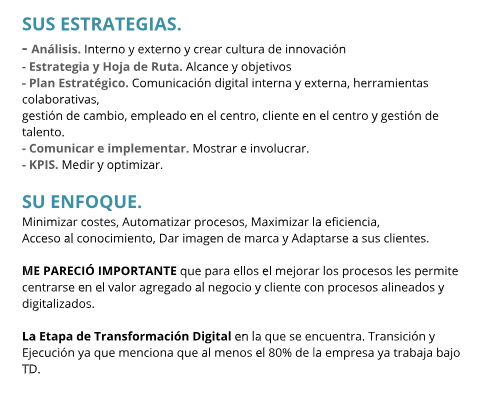 SUS ESTRATEGIAS.
- Análisis. Interno y externo y crear cultura de innovación
- Estrategia y Hoja de Ruta. Alcance y objetivos
- Plan Estratégico. Comunicación digital interna y externa, herramientas
colaborativas,
gestión de cambio, empleado en el centro, cliente en el centro y gestión de
talento.
- Comunicar e implementar. Mostrar e involucrar.
- KPIS. Medir y optimizar.
SU ENFOQUE.
Minimizar costes, Automatizar procesos, Maximizar la eficiencia,
Acceso al conocimiento, Dar imagen de marca y Adaptarse a sus clientes.
ME PARECIÓ IMPORTANTE que para ellos el mejorar los procesos les permite
centrarse en el valor agregado al negocio y cliente con procesos alineados y
digitalizados.
La Etapa de Transformación Digital en la que se encuentra. Transición y
Ejecución ya que menciona que al menos el 80% de la empresa ya trabaja bajo
TD.